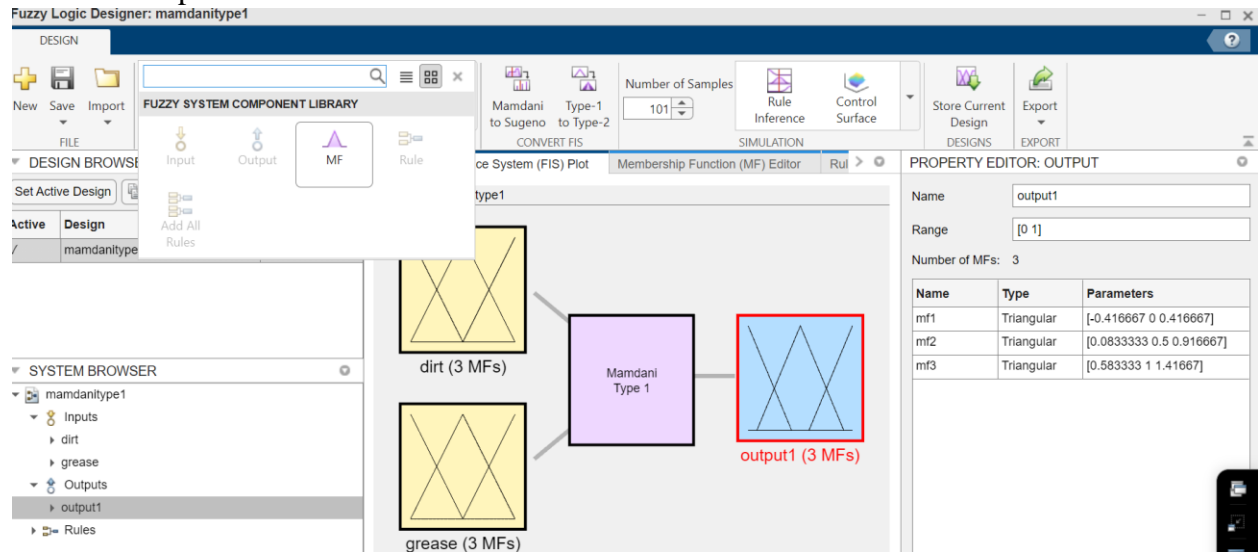 Fuzzy Logic Designer: mamdanitype1
DESIGN
New
Save
Import
FILE
FUZZY SYSTEM COMPONENT LIBRARY
Input
Output
MF
Rule
Add All
Rules
Mamdani
to Sugeno
Type-1
to Type-2
CONVERT FIS
Number of Samples
101
Rule
Inference
Control
Surface
SIMULATION
Store Current
Design
DESIGNS
Export
EXPORT
DESIGN BROWSE
Set Active Design
Active
Design
mamdanitype
SYSTEM BROWSER
mamdanitype1
Inputs
dirt
grease
Outputs
output1
Rules
ce System (FIS) Plot
Membership Function (MF) Editor
Rul
type1
dirt (3 MFs)
grease (3 MFs)
Mamdani
Type 1
output1 (3 MFs)
PROPERTY EDITOR: OUTPUT
Name output1
Range [0 1]
Number of MFs: 3
Name Type Parameters
mf1 Triangular [-0.416667 0 0.416667]
mf2 Triangular [0.0833333 0.5 0.916667]
mf3 Triangular [0.583333 1 1.41667]